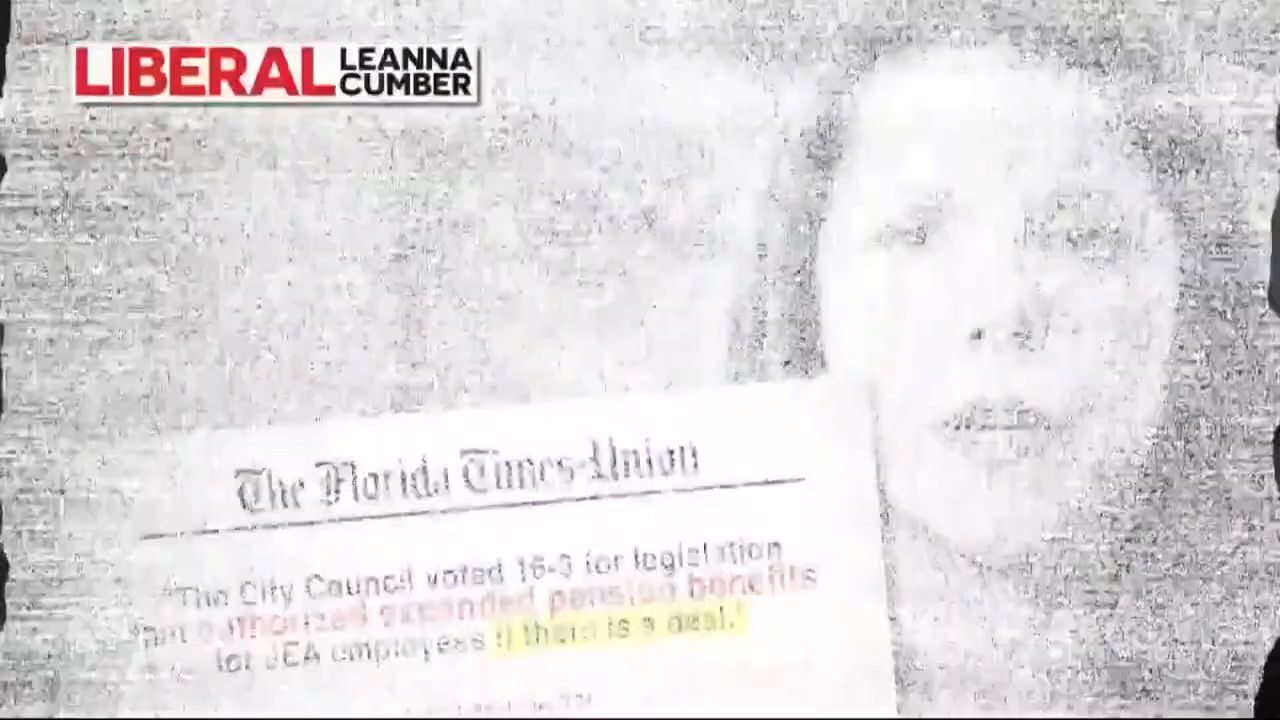 LIBERAL LEANNA
CUMBER
The Florida Times-Union
"The City Council voted 16-3 for legislation
that authorized expanded pension benefits
for JEA employees if there is a deal."